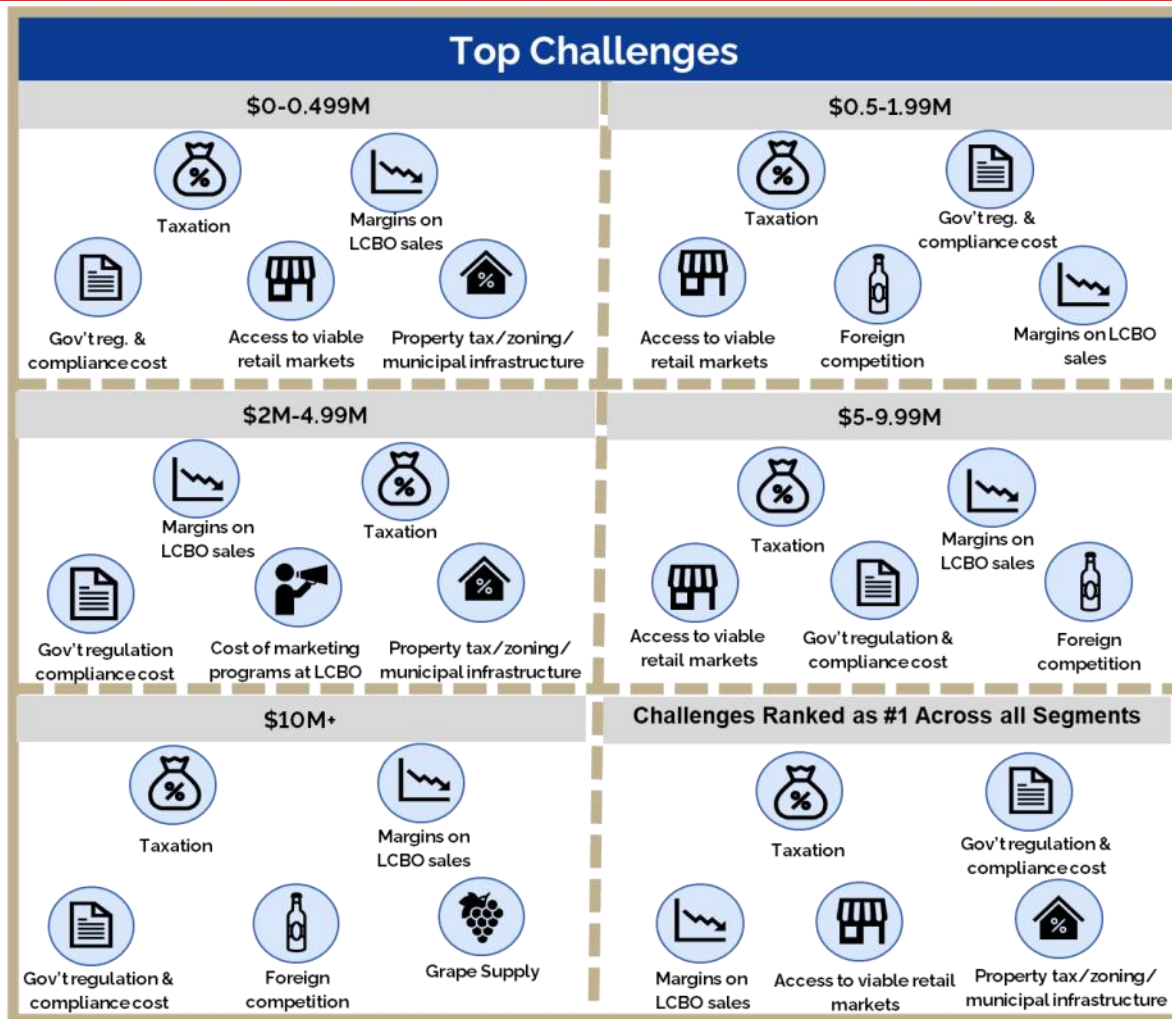 Top Challenges
$0-0.499M
Taxation
Margins on
LCBO sales
Gov't reg. &
compliance cost
Access to viable
retail markets
Property tax/zoning/
municipal infrastructure
$0.5-1.99M
Taxation
Gov't reg. &
compliance cost
Access to viable
retail markets
Foreign
competition
Margins on LCBO
sales
$2M-4.99M
Margins on
LCBO sales
Taxation
Gov't regulation
compliance cost
Cost of marketing
programs at LCBO
Property tax/zoning/
municipal infrastructure
$5-9.99M
Taxation
Margins on
LCBO sales
Access to viable
retail markets
Gov't regulation &
compliance cost
Foreign
competition
$10M+
Taxation
Margins on
LCBO sales
Gov't regulation &
compliance cost
Foreign
competition
Grape Supply
Challenges Ranked as #1 Across all Segments
Taxation
Gov't regulation &
compliance cost
Margins on
LCBO sales
Access to viable retail
markets
Property tax/zoning/
municipal infrastructure